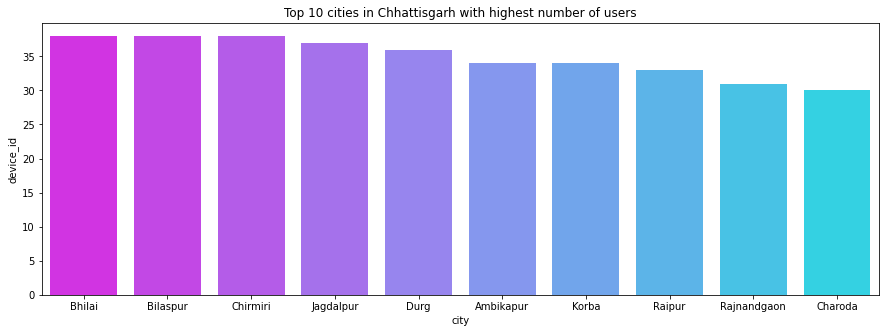 Top 10 cities in Chhattisgarh with highest number of users
device_id
35
30
25
20
15
10
5
0
Bhilai Bilaspur Chirmiri Jagdalpur Durg Ambikapur Korba Raipur Rajnandgaon Charoda
city